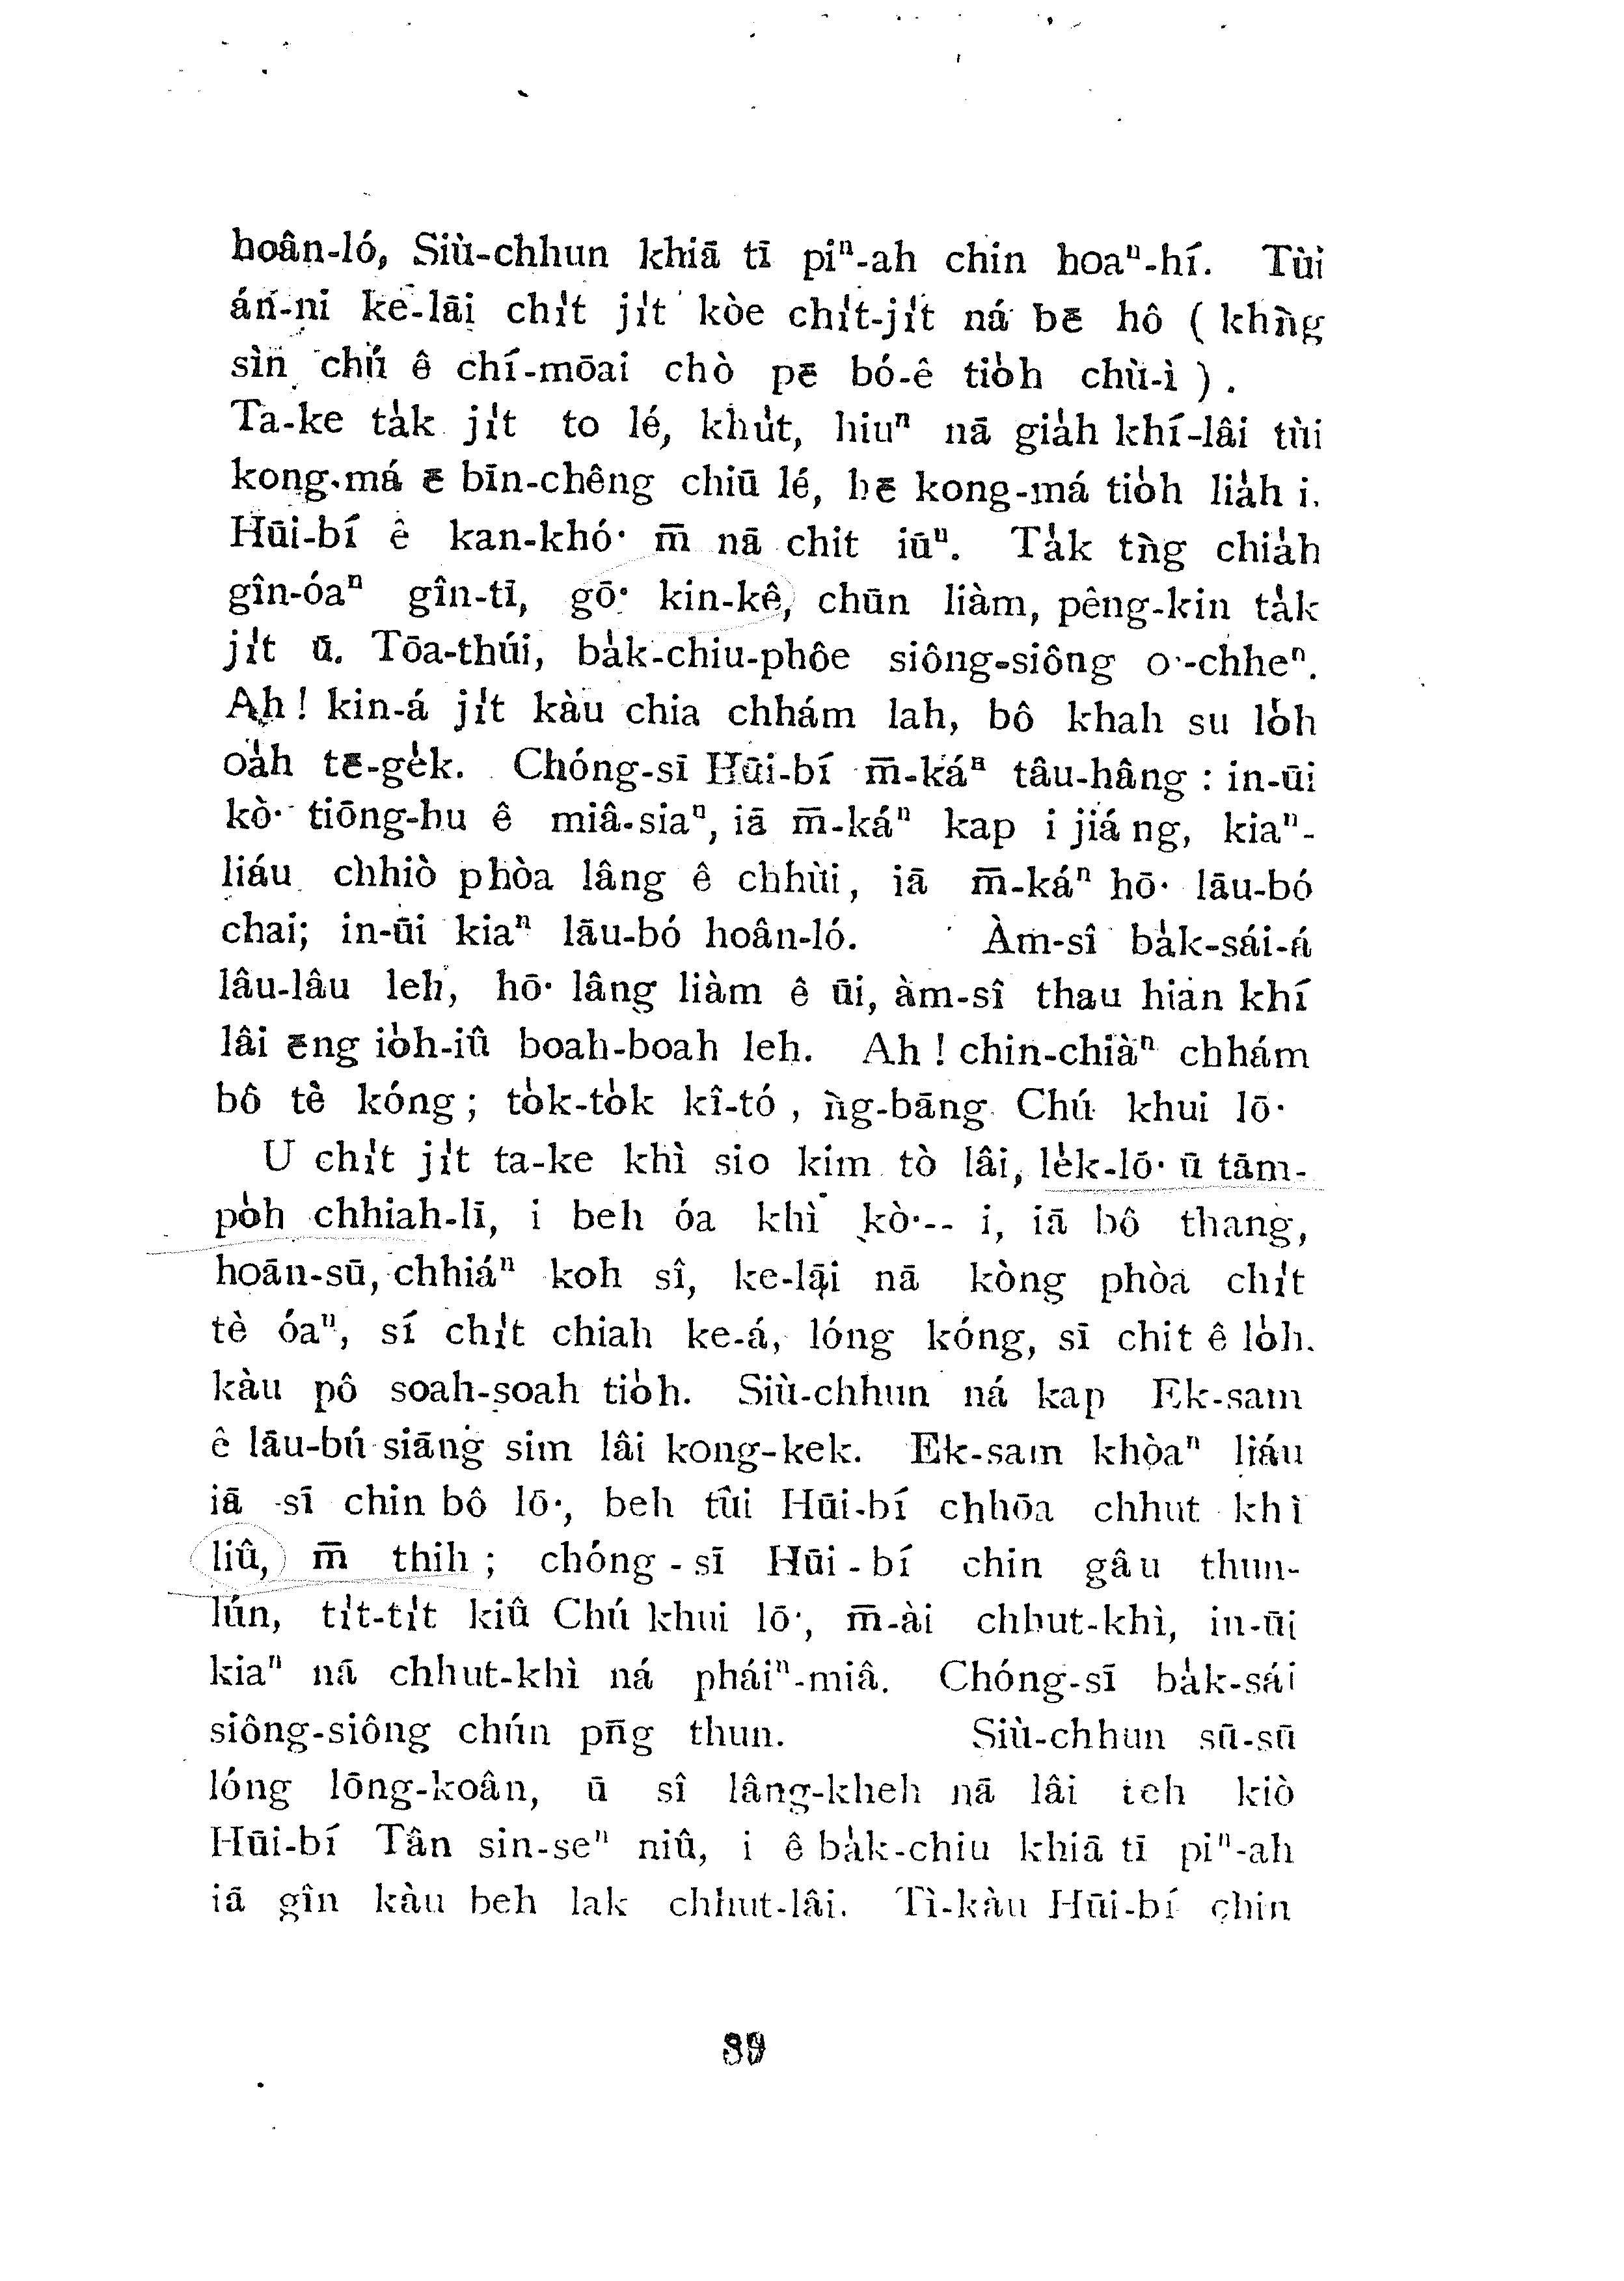 hoân-ló, Siù-chhun khiā tī piⁿ-ah chin hoaⁿ-hí. Tùi
án-ni ke-lāi chi̍t ji̍t kòe chi̍t-ji̍t ná bē hô ( khǹg
sìn chú ê chí-mōai chò pē bó-ê tio̍h chù-ì ) .
Ta-ke ta̍k ji̍t to lé, khu̍t, hiuⁿ nā gia̍h khí-lâi tùi
kong-má ē bīn-chêng chiū lé, hē kong-má tio̍h lia̍h i.
Hūi-bí ê kan-khó͘ m̄ nā chit iūⁿ. Ta̍k tǹg chia̍h
gîn-óaⁿ gîn-tī, gō͘ kin-kê, chūn liàm, pêng-kin ta̍k
ji̍t ū. Tōa-thúi, ba̍k-chiu-phôe siông-siông o͘-chheⁿ.
Ah ! kin-á ji̍t kàu chia chhám lah, bô khah su lo̍h
oa̍h tē-ge̍k. Chóng-sī Hūi-bí m̄-káⁿ tâu-hâng : in-ūi
kò͘ tiōng-hu ê miâ-siaⁿ, iā m̄-káⁿ kap i jiáng, kiaⁿ-
liáu chhiò phòa lâng ê chhùi, iā m̄-káⁿ hō͘ lāu-bó
chai; in-ūi kiaⁿ lāu-bó hoân-ló. Àm-sî ba̍k-sái-á
lâu-lâu leh, hō͘ lâng liàm ê ūi, àm-sî thau hian khí
lâi ēng io̍h-iû boah-boah leh. Ah ! chin-chiàⁿ chhám
bô tè kóng ; to̍k-to̍k kî-tó , ǹg-bāng Chú khui lō͘
U chi̍t ji̍t ta-ke khì sio kim tò lâi, le̍k-lō͘ ū tām-
po̍h chhiah-lī, i beh óa khì kò͘-- i, iā bô thang,
hoān-sū, chhiáⁿ koh sî, ke-lāi nā kòng phòa chi̍t
tè óaⁿ, sí chi̍t chiah ke-á, lóng kóng, sī chit ê lo̍h.
kàu pô soah-soah tio̍h. Siù-chhun ná kap Ek-sam
ê lāu-bú siāng sim lâi kong-kek. Ek-sam khòaⁿ liáu
iā sī chin bô lō͘, beh tùi Hūi-bí chhōa chhut khì
liû, m̄ thih ; chóng - sī Hūi - bí chin gâu thun-
lún, ti̍t-ti̍t kiû Chú khui lō͘, m̄-ài chhut-khì, in-ūi
kiaⁿ nā chhut-khì ná pháiⁿ-miâ. Chóng-sī ba̍k-sái
siông-siông chún pn̄g thun. Siù-chhun sū-sū
lóng lōng-koân, ū sî lâng-kheh nā lâi teh kiò
Hūi-bí Tân sin-seⁿ niû, i ê ba̍k-chiu khiā tī piⁿ-ah
iā gîn kàu beh lak chhut-lâi. Tì-kàu Hūi-bí chin
39